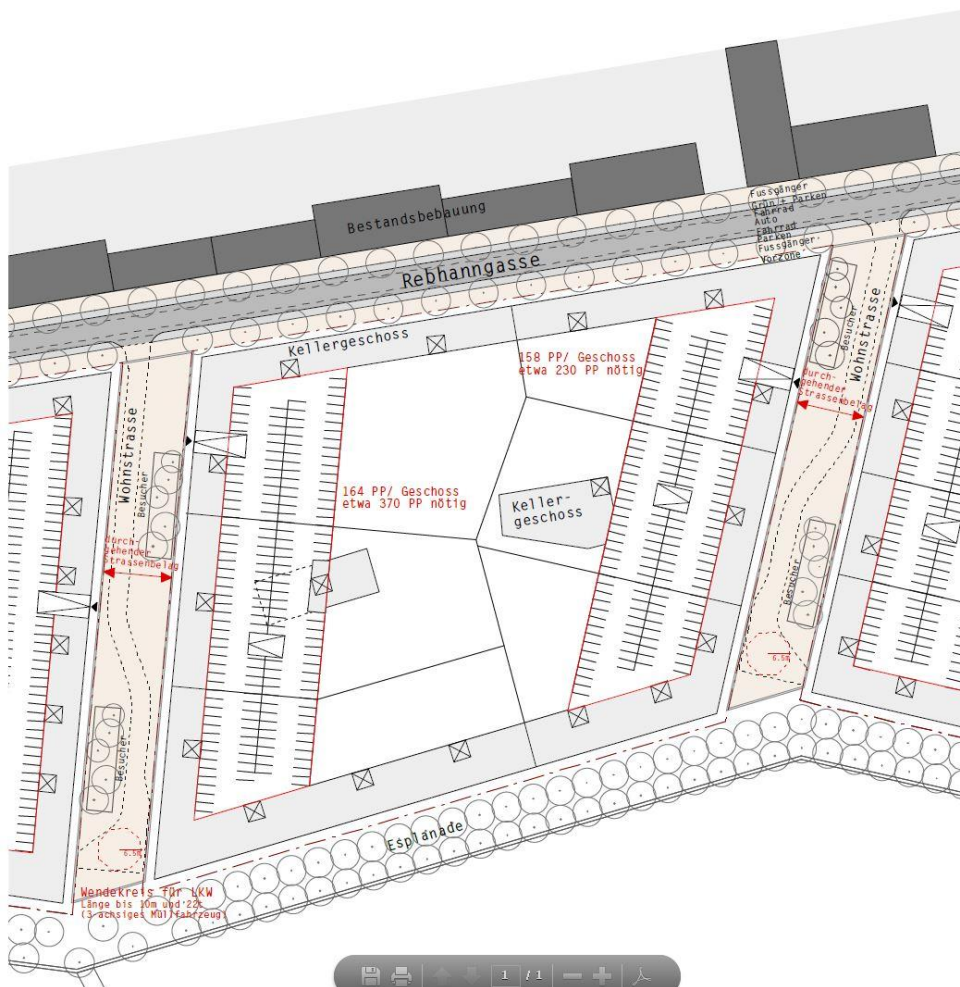 Fussgänger
Grün + Parken
Fahrrad
Auto
Fahrrad
Parken
Fussgänger
Vorzone
Bestandsbebauung
Rebhanngasse
Kellergeschoss
158 PP/ Geschoss
etwa 230 PP nötig
Besucher
Wohnstrasse
durch-
gehender
Strassenbelag
Wohnstrasse
Besucher
164 PP/ Geschoss
etwa 370 PP nötig
Keller-
geschoss
durch-
gehender
Strassenbelag
Besucher
6.5m
Besucher
6.5m
Esplanade
Wendekreis für LKW
Länge bis 10m und 22t
(3-achsiges Müllfahrzeug)
1 / 1